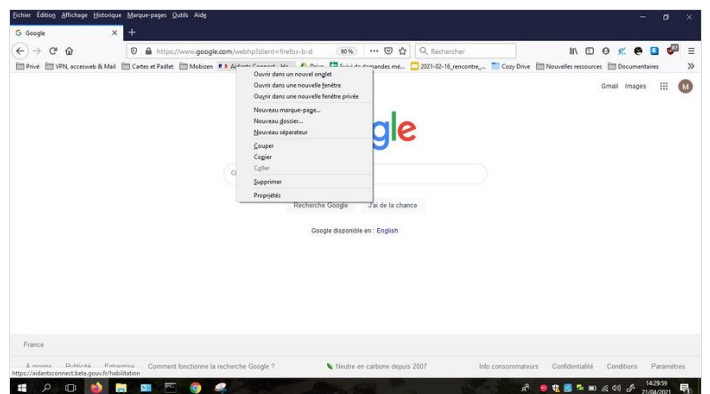 Fichier Édition Affichage Historique Marque-pages Outils Aide
Google
https://www.google.com/webhp?client=firefox-b-d 90% Rechercher
Privé VPN, accesweb & Mail Cartes et Padlet Mobizen Aidants Connect - Ha... Drive Suivi de demandes mé... 2021-02-16_rencontre_... Cozy Drive Nouvelles ressources Documentaires
Ouvrir dans un nouvel onglet
Ouvrir dans une nouvelle fenêtre
Ouvrir dans une nouvelle fenêtre privée
Nouveau marque-page...
Nouveau dossier...
Nouveau séparateur
Couper
Copier
Coller
Supprimer
Propriétés
Gmail Images M
gle
Recherche Google J'ai de la chance
Google disponible en : English
France
À propos Publicité Entreprise Comment fonctionne la recherche Google ? Neutre en carbone depuis 2007 Info consommateurs Confidentialité Conditions Paramètres
https://aidantsconnect.beta.gouv.fr/habilitation
14:29:59
21/04/2021